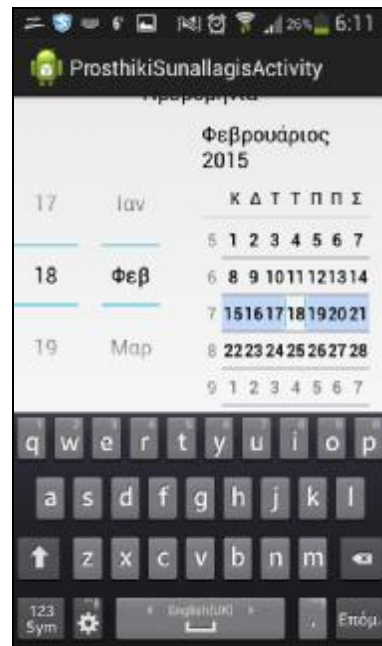 26% 6:11
ProsthikiSunallagisActivity
Φεβρουάριος
2015
Κ Δ Τ Τ Π Π Σ
17 Ιαν
5 1 2 3 4 5 6 7
18 Φεβ
6 8 9 10 11 12 13 14
7 15 16 17 18 19 20 21
19 Μαρ
8 22 23 24 25 26 27 28
9 1 2 3 4 5 6 7
q w e r t y u i o p
a s d f g h j k l
z x c v b n m
123
Sym
English(UK)
.
Επόμ.